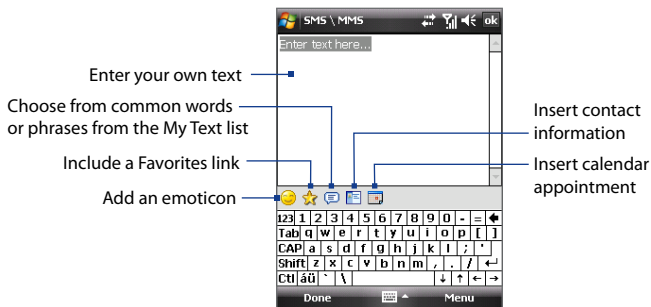 SMS \ MMS
ok
Enter text here...
Enter your own text
Choose from common words
or phrases from the My Text list
Include a Favorites link
Add an emoticon
Insert contact
information
Insert calendar
appointment
123 1 2 3 4 5 6 7 8 9 0 - =
Tab q w e r t y u i o p [ ]
CAP a s d f g h j k l ; '
Shift z x c v b n m , . /
Ctl áü ` \
Done
Menu